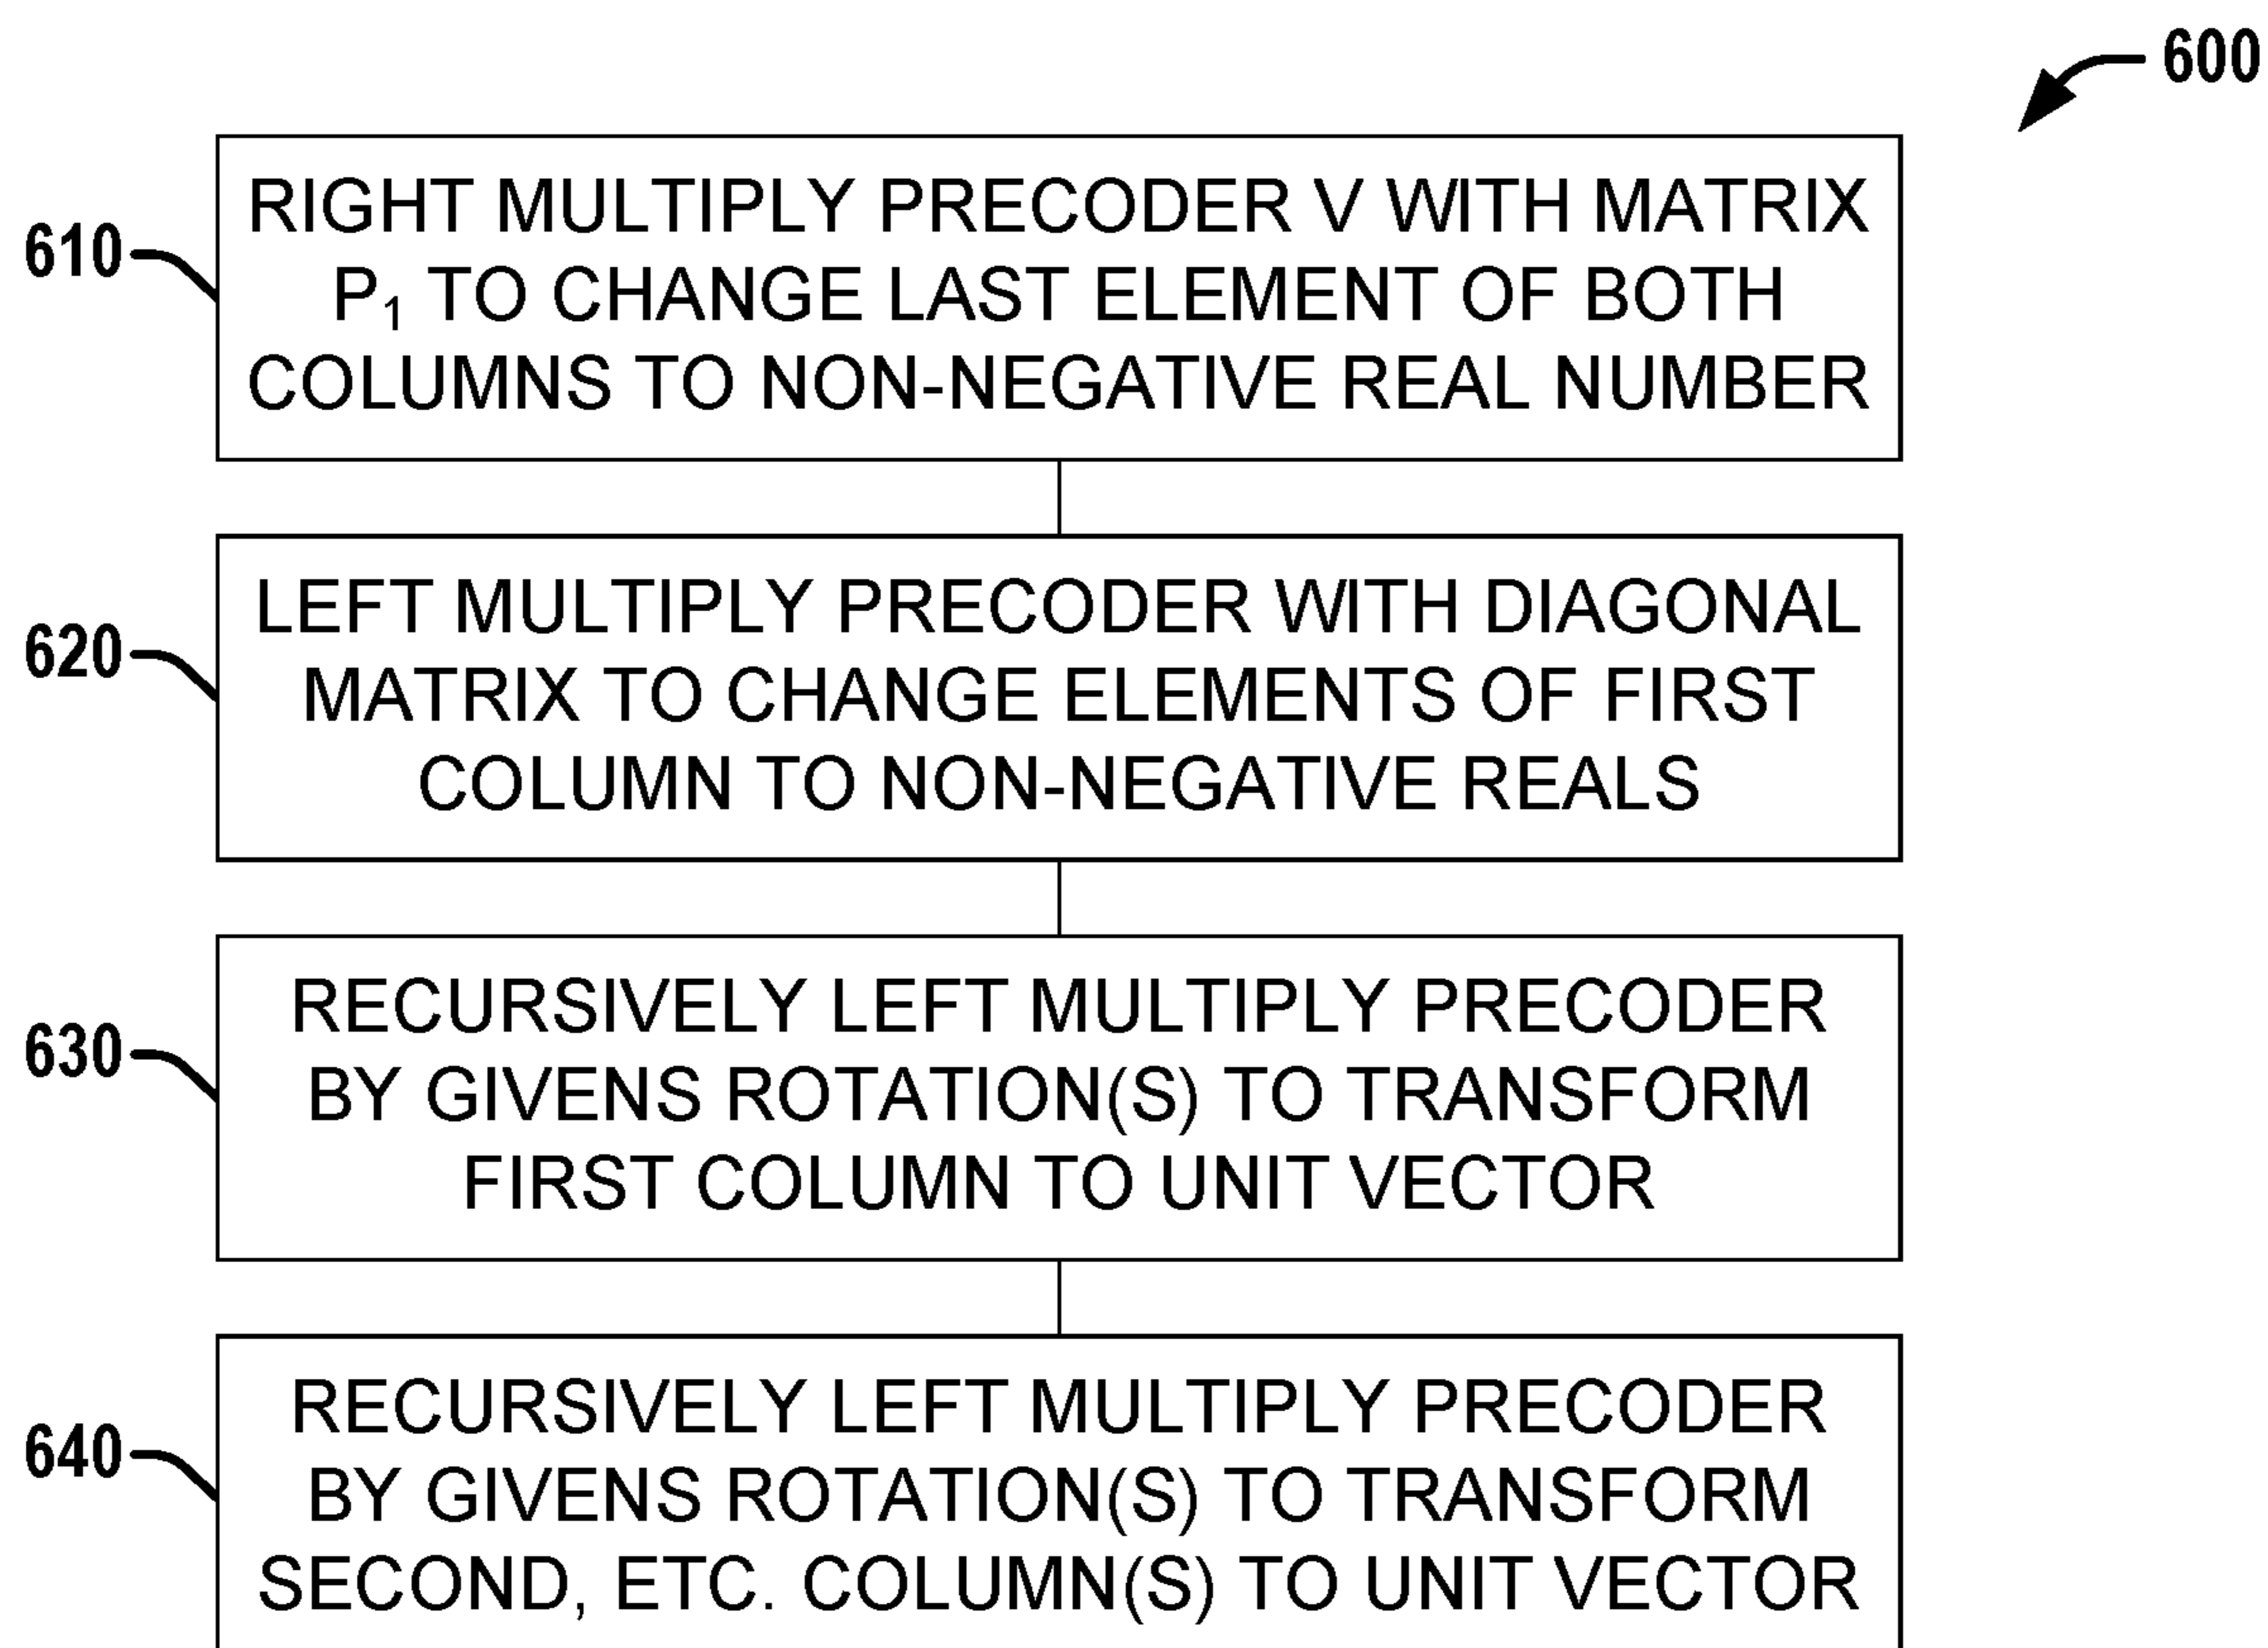 600
610
RIGHT MULTIPLY PRECODER V WITH MATRIX
P₁ TO CHANGE LAST ELEMENT OF BOTH
COLUMNS TO NON-NEGATIVE REAL NUMBER
620
LEFT MULTIPLY PRECODER WITH DIAGONAL
MATRIX TO CHANGE ELEMENTS OF FIRST
COLUMN TO NON-NEGATIVE REALS
630
RECURSIVELY LEFT MULTIPLY PRECODER
BY GIVENS ROTATION(S) TO TRANSFORM
FIRST COLUMN TO UNIT VECTOR
640
RECURSIVELY LEFT MULTIPLY PRECODER
BY GIVENS ROTATION(S) TO TRANSFORM
SECOND, ETC. COLUMN(S) TO UNIT VECTOR